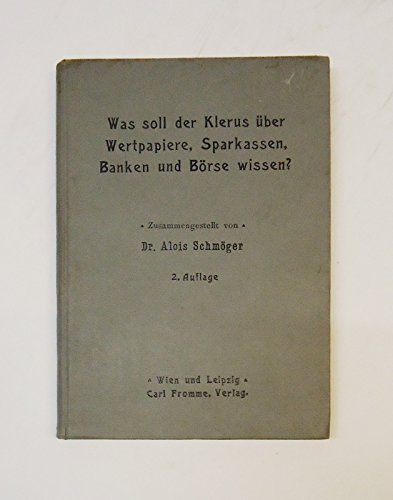 Was soll der Klerus über
Wertpapiere, Sparkassen,
Banken und Börse wissen?
Zusammengestellt von
Dr. Alois Schmöger
2. Auflage
Wien und Leipzig
Carl Fromme, Verlag.